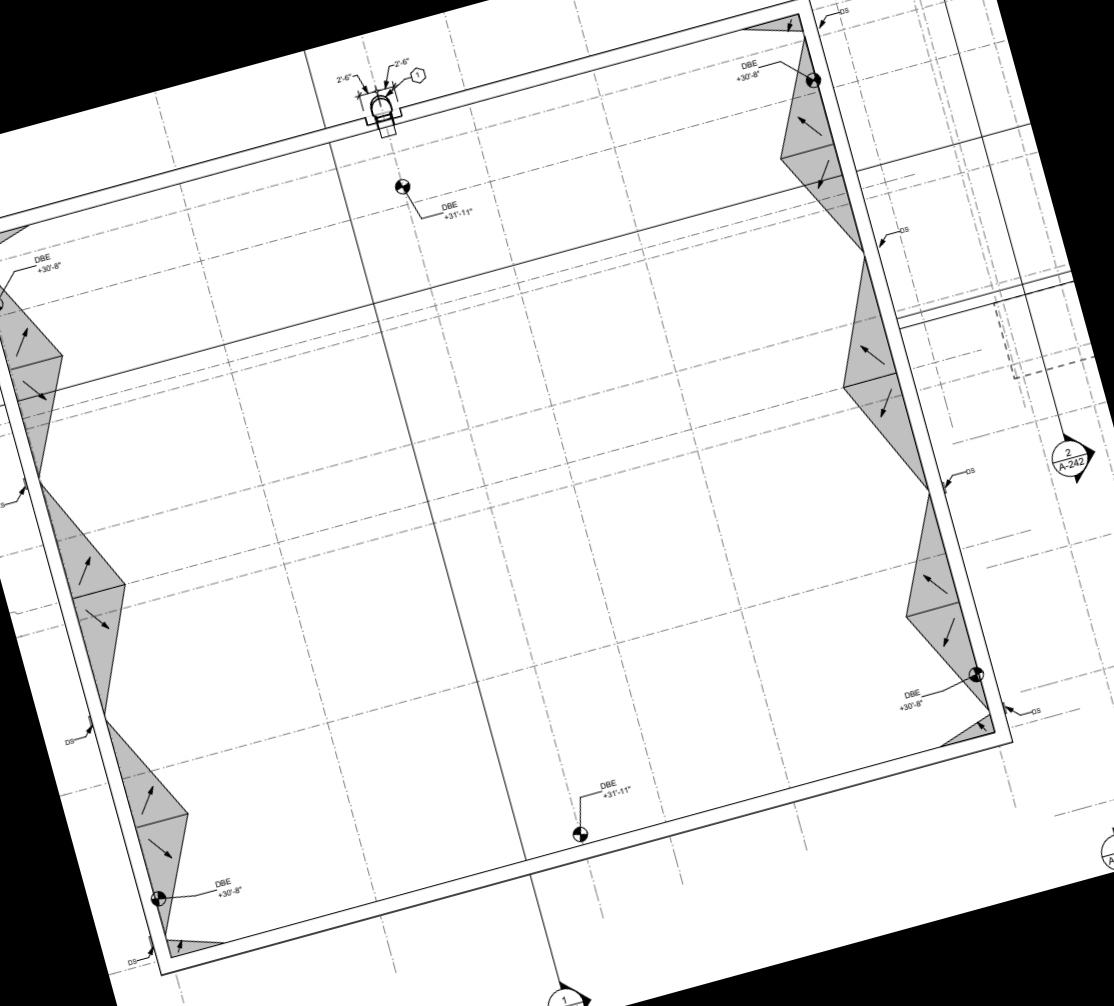 DS
2'-6"
2'-6"
1
DBE
+30'-8"
DBE
+31'-11"
DS
DBE
+30'-8"
2
A-242
DS
DBE
+30'-8"
DS
DS
DBE
+31'-11"
DBE
+30'-8"
DS
1